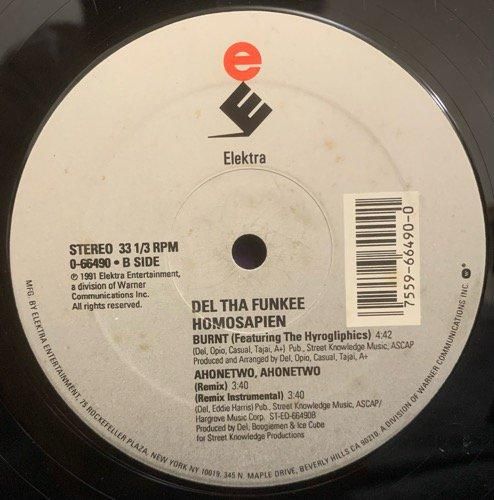 e
E
Elektra
STEREO 33 1/3 RPM
0-66490 • B SIDE
℗ 1991 Elektra Entertainment,
a division of Warner
Communications Inc.
All rights reserved.
7559-66490-0
DEL THA FUNKEE
HOMOSAPIEN
BURNT (Featuring The Hyrogliphics) 4:42
(Del, Opio, Casual, Tajai, A+) Pub., Street Knowledge Music, ASCAP
Produced and Arranged by Del, Opio, Casual, Tajai, A+
AHONETWO, AHONETWO
(Remix) 3:40
(Remix Instrumental) 3:40
(Del, Eddie Harris) Pub., Street Knowledge Music, ASCAP/
Hargrove Music Corp. ST-ED-66490B
Produced by Del, Boogiemen & Ice Cube
for Street Knowledge Productions
MFG. BY ELEKTRA ENTERTAINMENT, 75 ROCKEFELLER PLAZA, NEW YORK NY 10019. 345 N. MAPLE DRIVE, BEVERLY HILLS CA 90210. A DIVISION OF WARNER COMMUNICATIONS INC.